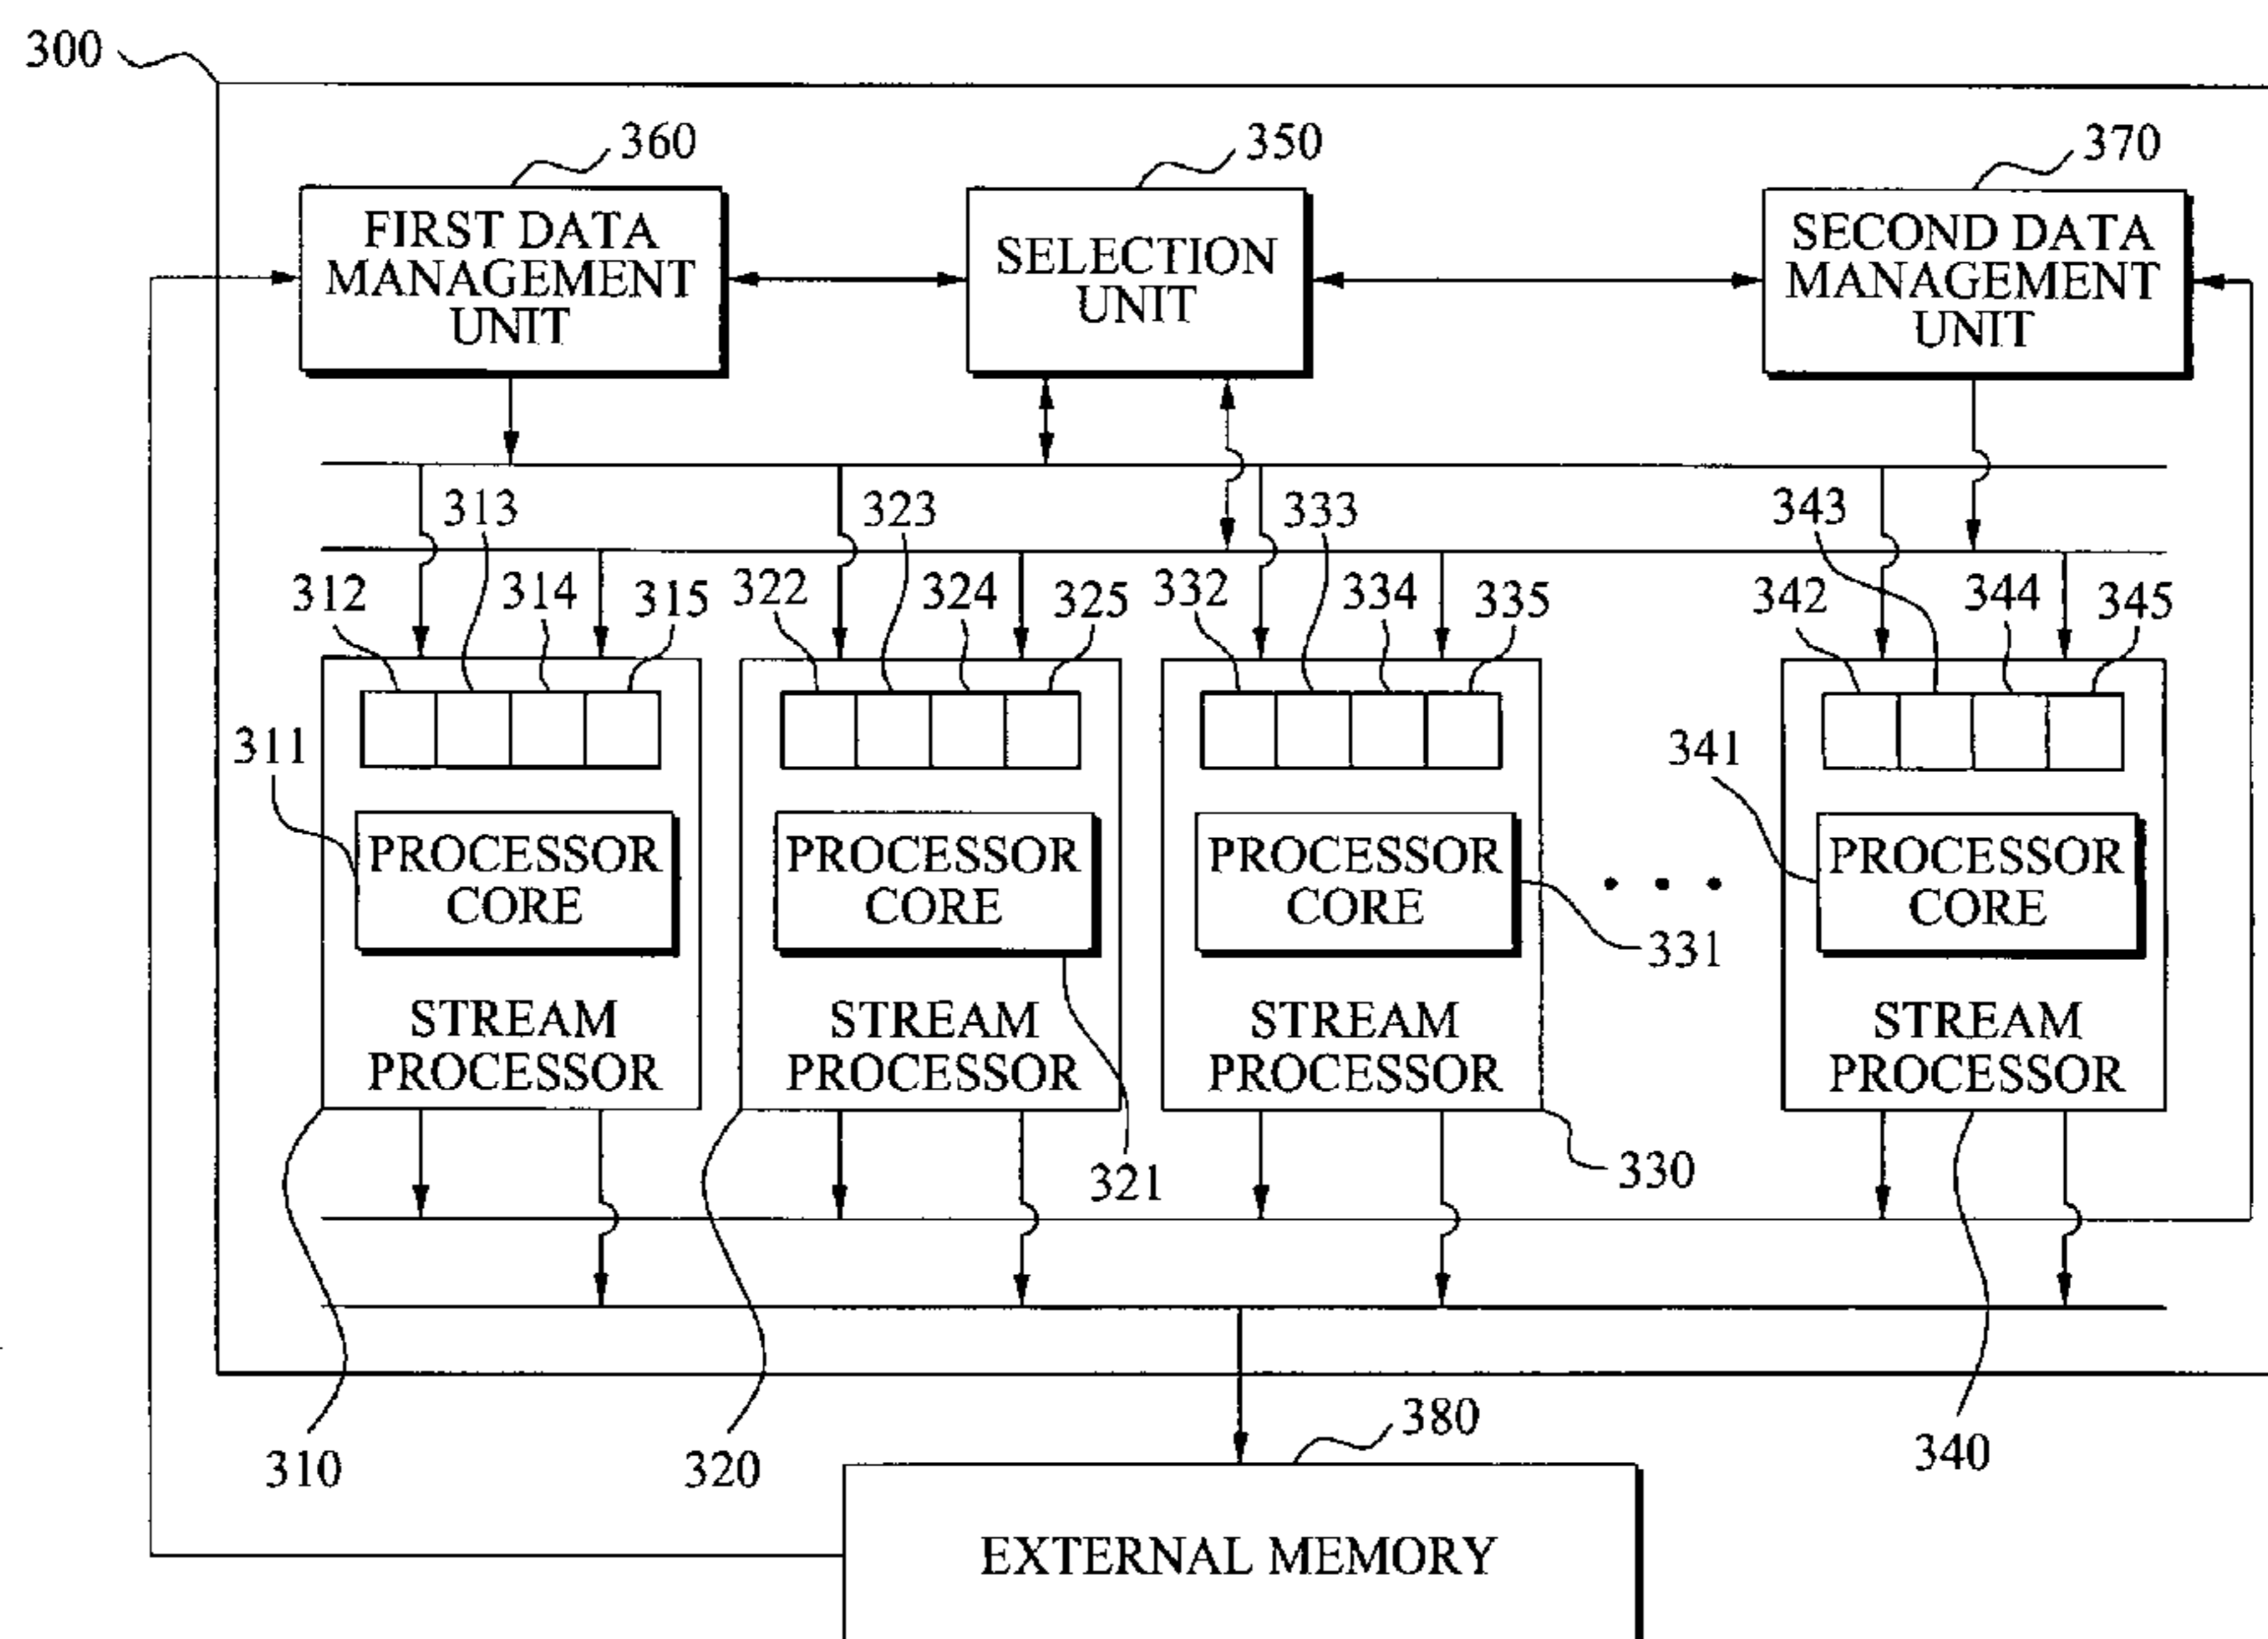 300
360
350
370
FIRST DATA
MANAGEMENT
UNIT
SELECTION
UNIT
SECOND DATA
MANAGEMENT
UNIT
313
323
333
343
312
314
315
322
324
325
332
334
335
342
344
345
311
341
PROCESSOR
CORE
PROCESSOR
CORE
PROCESSOR
CORE
PROCESSOR
CORE
331
STREAM
PROCESSOR
STREAM
PROCESSOR
STREAM
PROCESSOR
STREAM
PROCESSOR
321
330
310
320
380
340
EXTERNAL MEMORY